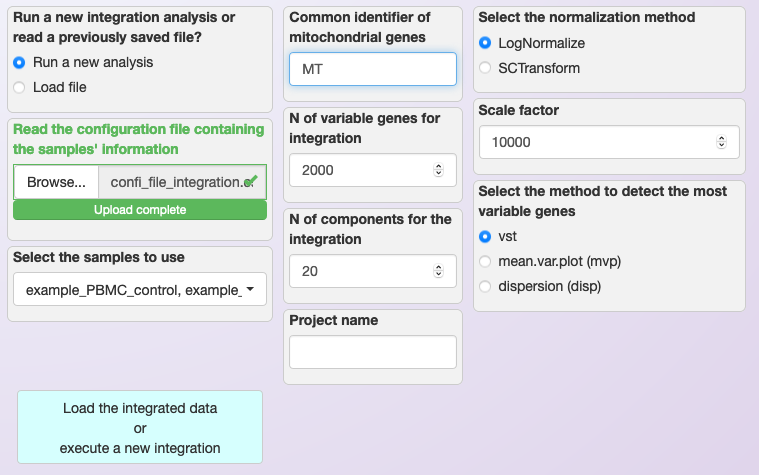 Run a new integration analysis or
read a previously saved file?
Run a new analysis
Load file
Read the configuration file containing
the samples' information
Browse... confi_file_integration.c
Upload complete
Select the samples to use
example_PBMC_control, example_
Load the integrated data
or
execute a new integration
Common identifier of
mitochondrial genes
MT
N of variable genes for
integration
2000
N of components for the
integration
20
Project name
Select the normalization method
LogNormalize
SCTransform
Scale factor
10000
Select the method to detect the most
variable genes
vst
mean.var.plot (mvp)
dispersion (disp)